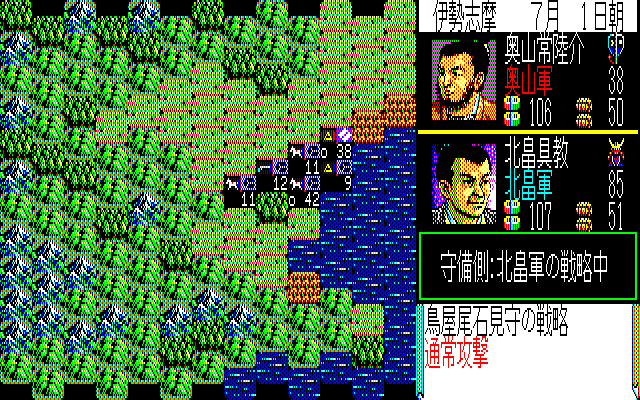 伊勢志摩　7月　1日朝
奥山常陸介
奥山軍　38
106　50
北畠具教
北畠軍　85
107　51
守備側:北畠軍の戦略中
鳥屋尾石見守の戦略
通常攻撃
38
11
12　9
11　42